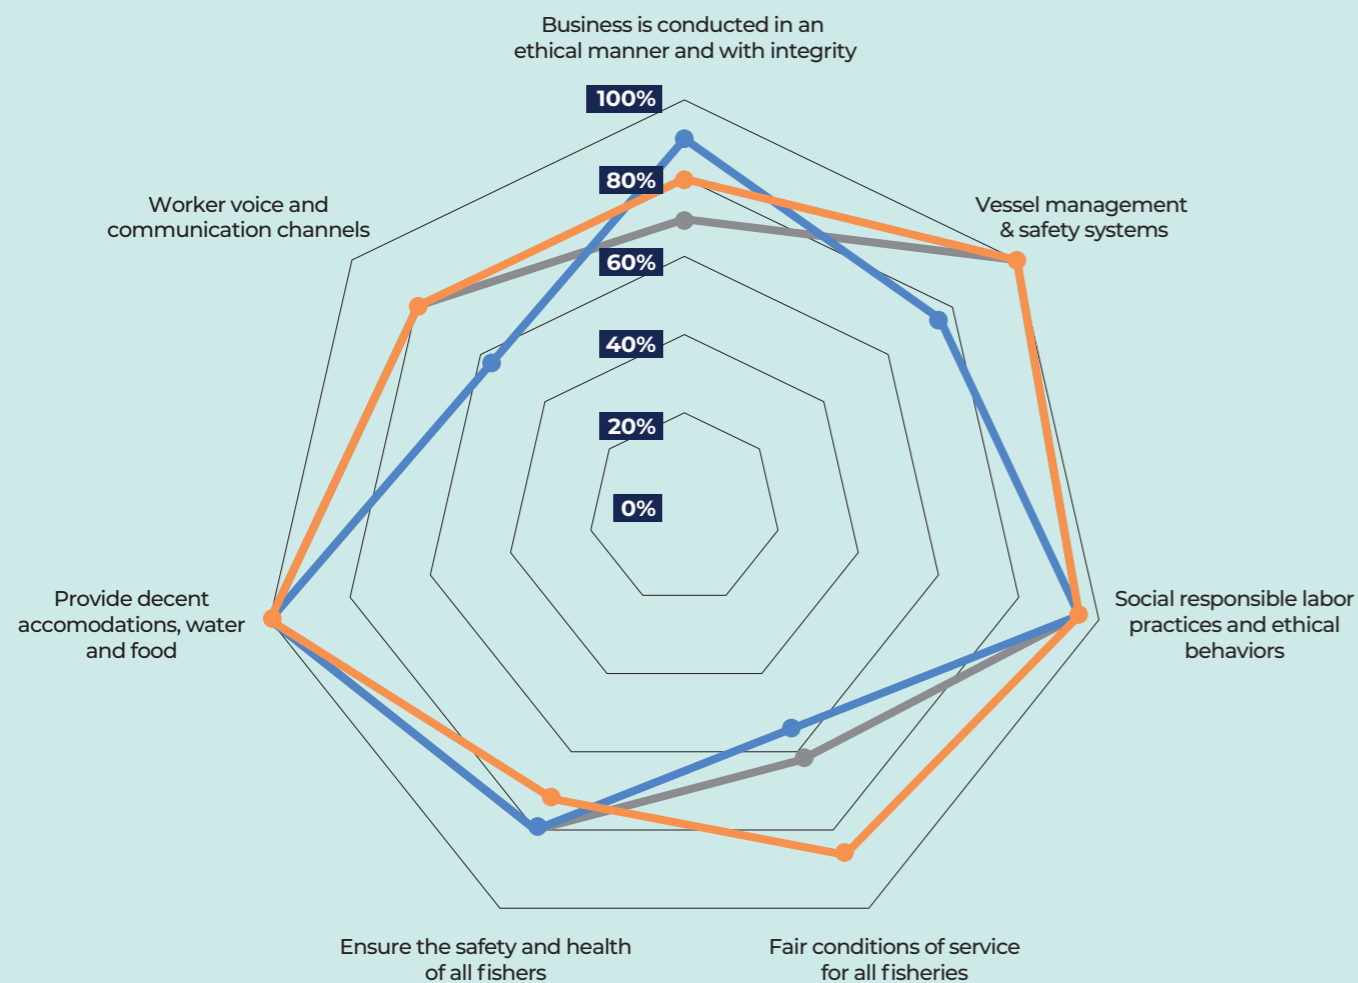 Business is conducted in an
ethical manner and with integrity
100%
80%
60%
40%
20%
0%
Vessel management
& safety systems
Social responsible labor
practices and ethical
behaviors
Fair conditions of service
for all fisheries
Ensure the safety and health
of all fishers
Provide decent
accomodations, water
and food
Worker voice and
communication channels